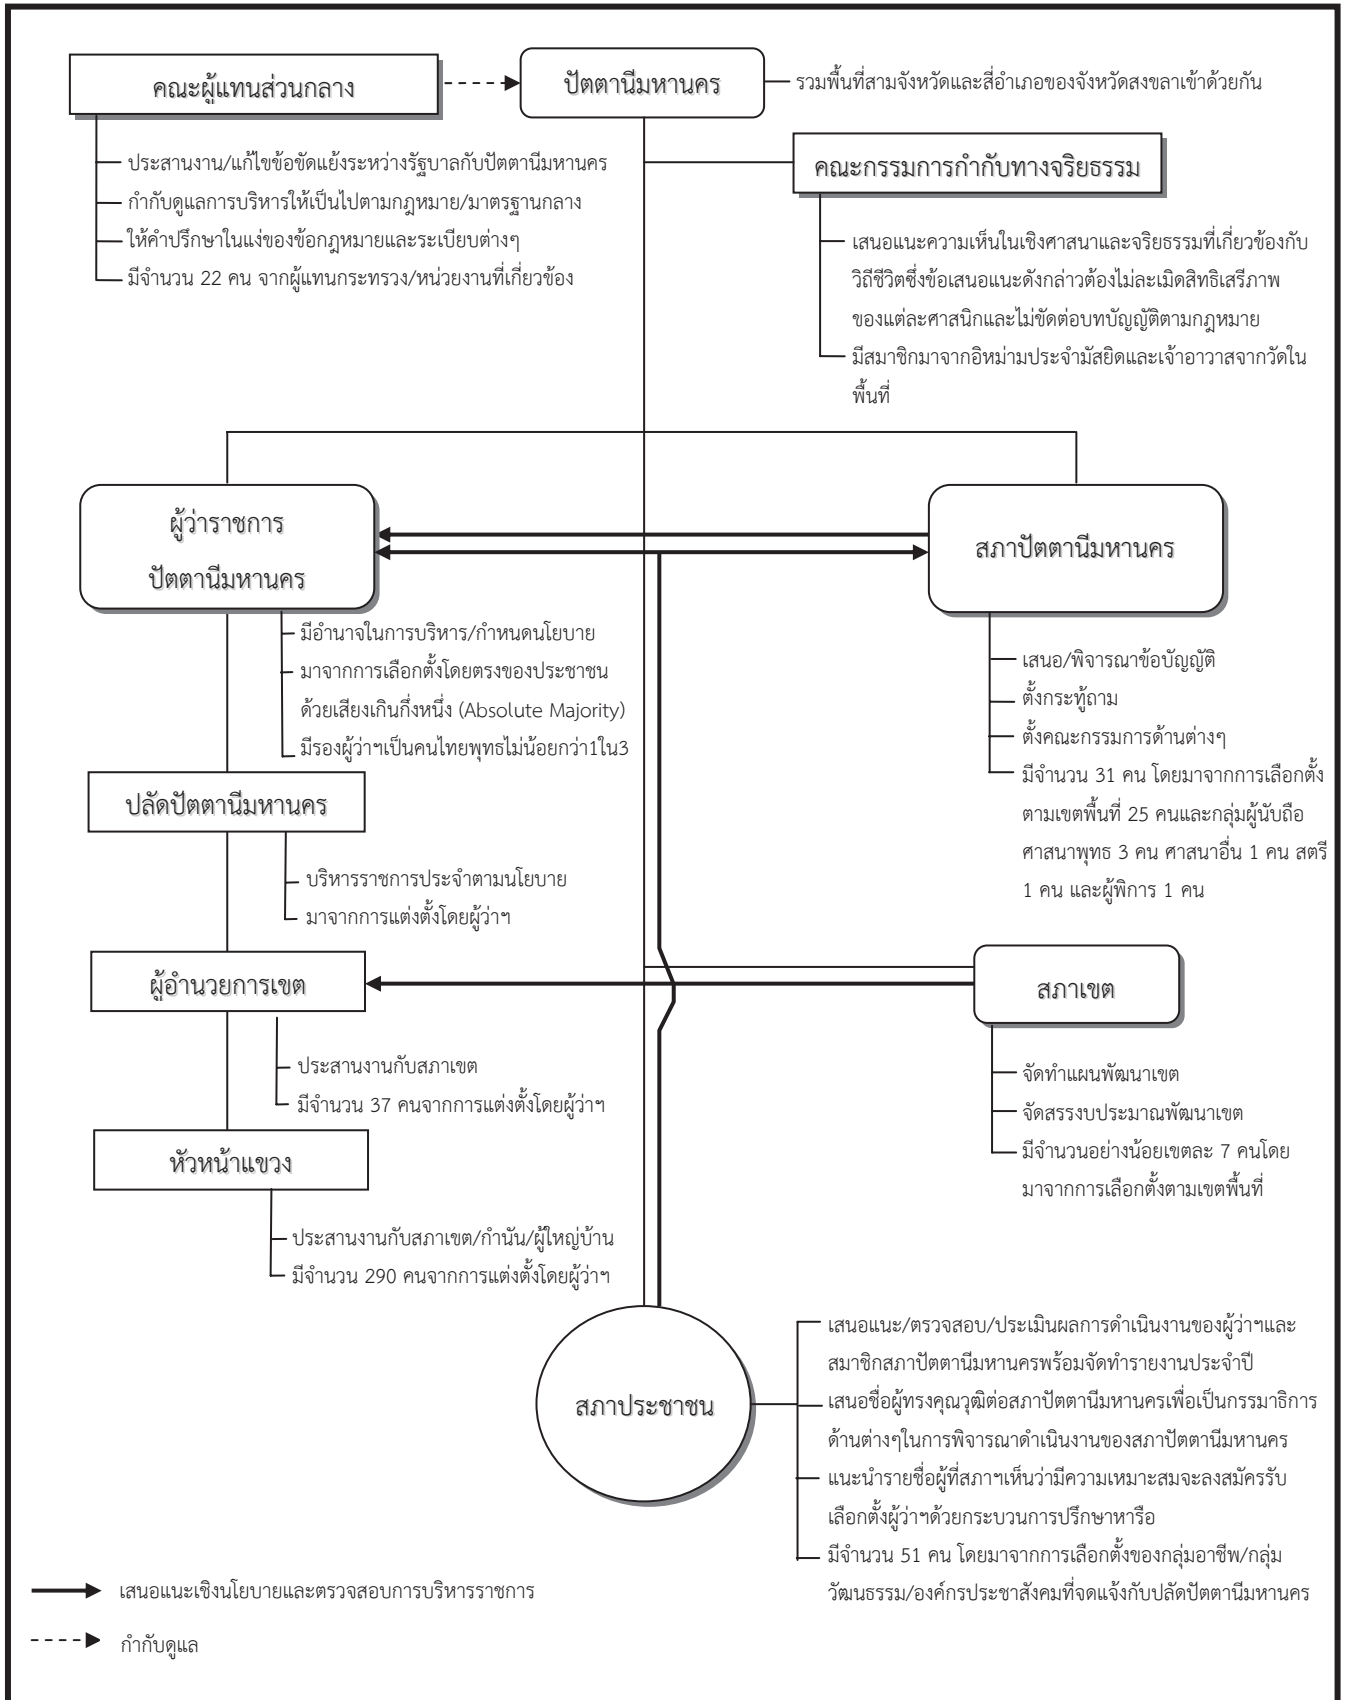 คณะผู้แทนส่วนกลาง
ปัตตานีมหานคร
รวมพื้นที่สามจังหวัดและสี่อำเภอของจังหวัดสงขลาเข้าด้วยกัน
ประสานงาน/แก้ไขข้อขัดแย้งระหว่างรัฐบาลกับปัตตานีมหานคร
กำกับดูแลการบริหารให้เป็นไปตามกฎหมาย/มาตรฐานกลาง
ให้คำปรึกษาในแง่ของข้อกฎหมายและระเบียบต่างๆ
มีจำนวน 22 คน จากผู้แทนกระทรวง/หน่วยงานที่เกี่ยวข้อง
คณะกรรมการกำกับทางจริยธรรม
เสนอแนะความเห็นในเชิงศาสนาและจริยธรรมที่เกี่ยวข้องกับ
วิถีชีวิตซึ่งข้อเสนอแนะดังกล่าวต้องไม่ละเมิดสิทธิเสรีภาพ
ของแต่ละศาสนิกและไม่ขัดต่อบทบัญญัติตามกฎหมาย
มีสมาชิกมาจากอิหม่ามประจำมัสยิดและเจ้าอาวาสจากวัดใน
พื้นที่
ผู้ว่าราชการ
ปัตตานีมหานคร
มีอำนาจในการบริหาร/กำหนดนโยบาย
มาจากการเลือกตั้งโดยตรงของประชาชน
ด้วยเสียงเกินกึ่งหนึ่ง (Absolute Majority)
มีรองผู้ว่าฯเป็นคนไทยพุทธไม่น้อยกว่า1ใน3
สภาปัตตานีมหานคร
เสนอ/พิจารณาข้อบัญญัติ
ตั้งกระทู้ถาม
ตั้งคณะกรรมการด้านต่างๆ
มีจำนวน 31 คน โดยมาจากการเลือกตั้ง
ตามเขตพื้นที่ 25 คนและกลุ่มผู้นับถือ
ศาสนาพุทธ 3 คน ศาสนาอื่น 1 คน สตรี
1 คน และผู้พิการ 1 คน
ปลัดปัตตานีมหานคร
บริหารราชการประจำตามนโยบาย
มาจากการแต่งตั้งโดยผู้ว่าฯ
ผู้อำนวยการเขต
ประสานงานกับสภาเขต
มีจำนวน 37 คนจากการแต่งตั้งโดยผู้ว่าฯ
สภาเขต
จัดทำแผนพัฒนาเขต
จัดสรรงบประมาณพัฒนาเขต
มีจำนวนอย่างน้อยเขตละ 7 คนโดย
มาจากการเลือกตั้งตามเขตพื้นที่
หัวหน้าแขวง
ประสานงานกับสภาเขต/กำนัน/ผู้ใหญ่บ้าน
มีจำนวน 290 คนจากการแต่งตั้งโดยผู้ว่าฯ
สภาประชาชน
เสนอแนะ/ตรวจสอบ/ประเมินผลการดำเนินงานของผู้ว่าฯและ
สมาชิกสภาปัตตานีมหานครพร้อมจัดทำรายงานประจำปี
เสนอชื่อผู้ทรงคุณวุฒิต่อสภาปัตตานีมหานครเพื่อเป็นกรรมาธิการ
ด้านต่างๆในการพิจารณาดำเนินงานของสภาปัตตานีมหานคร
แนะนำรายชื่อผู้ที่สภาฯเห็นว่ามีความเหมาะสมจะลงสมัครรับ
เลือกตั้งผู้ว่าฯด้วยกระบวนการปรึกษาหารือ
มีจำนวน 51 คน โดยมาจากการเลือกตั้งของกลุ่มอาชีพ/กลุ่ม
วัฒนธรรม/องค์กรประชาสังคมที่จดแจ้งกับปลัดปัตตานีมหานคร
เสนอแนะเชิงนโยบายและตรวจสอบการบริหารราชการ
กำกับดูแล